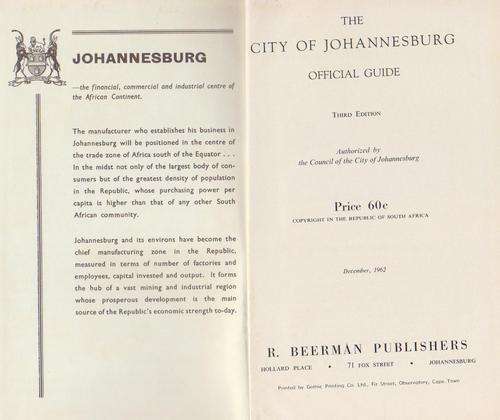 JOHANNESBURG
—the financial, commercial and industrial centre of
the African Continent.
The manufacturer who establishes his business in
Johannesburg will be positioned in the centre of
the trade zone of Africa south of the Equator . . .
In the midst not only of the largest body of con-
sumers but of the greatest density of population
in the Republic, whose purchasing power per
capita is higher than that of any other South
African community.
Johannesburg and its environs have become the
chief manufacturing zone in the Republic,
measured in terms of number of factories and
employees, capital invested and output. It forms
the hub of a vast mining and industrial region
whose prosperous development is the main
source of the Republic's economic strength to-day.
THE
CITY OF JOHANNESBURG
OFFICIAL GUIDE
THIRD EDITION
Authorized by
the Council of the City of Johannesburg
Price 60c
COPYRIGHT IN THE REPUBLIC OF SOUTH AFRICA
December, 1962
R. BEERMAN PUBLISHERS
HOLLARD PLACE • 71 FOX STREET • JOHANNESBURG
Printed by Gothic Printing Co Ltd., Fir Street, Observatory, Cape Town